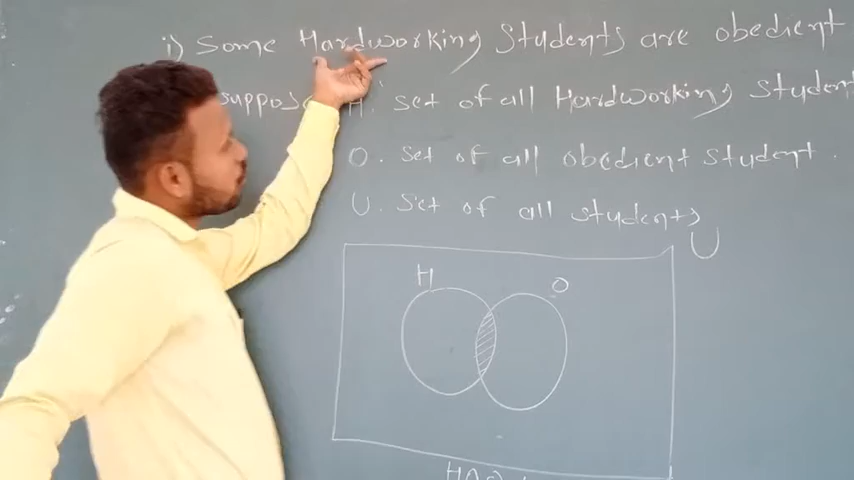 i) Some Hardworking Students are obedient
suppose H. set of all Hardworking student
O. Set of all obedient student.
U. Set of all students
U
H
O